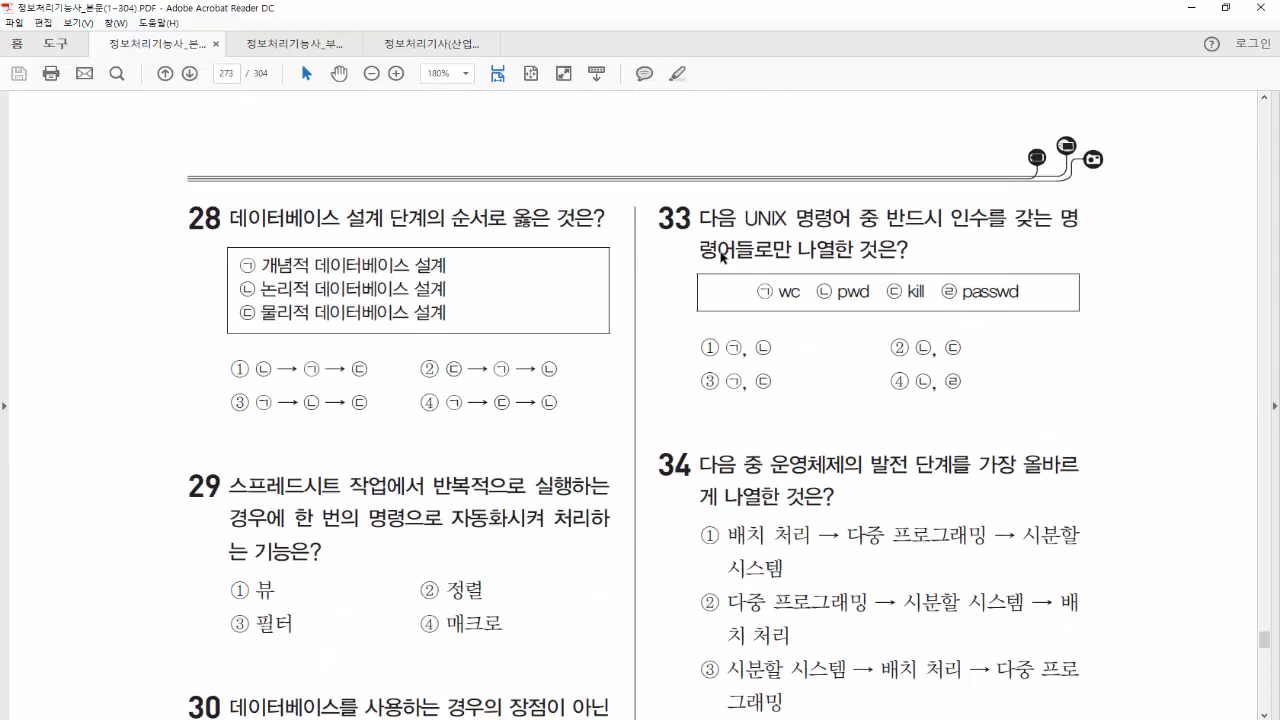 정보처리기능사_본문(1~304).PDF - Adobe Acrobat Reader DC
파일 편집 보기(V) 창(W) 도움말(H)
홈 도구 정보처리기능사_본... × 정보처리기능사_부... 정보처리기사(산업... 로그인
273 / 304 180%
28 데이터베이스 설계 단계의 순서로 옳은 것은?
㉠ 개념적 데이터베이스 설계
㉡ 논리적 데이터베이스 설계
㉢ 물리적 데이터베이스 설계
① ㉡ → ㉠ → ㉢ ② ㉢ → ㉠ → ㉡
③ ㉠ → ㉡ → ㉢ ④ ㉠ → ㉢ → ㉡
29 스프레드시트 작업에서 반복적으로 실행하는
경우에 한 번의 명령으로 자동화시켜 처리하
는 기능은?
① 뷰 ② 정렬
③ 필터 ④ 매크로
30 데이터베이스를 사용하는 경우의 장점이 아닌
33 다음 UNIX 명령어 중 반드시 인수를 갖는 명
령어들로만 나열한 것은?
㉠ wc ㉡ pwd ㉢ kill ㉣ passwd
① ㉠, ㉡ ② ㉡, ㉢
③ ㉠, ㉢ ④ ㉡, ㉣
34 다음 중 운영체제의 발전 단계를 가장 올바르
게 나열한 것은?
① 배치 처리 → 다중 프로그래밍 → 시분할
시스템
② 다중 프로그래밍 → 시분할 시스템 → 배
치 처리
③ 시분할 시스템 → 배치 처리 → 다중 프로
그래밍